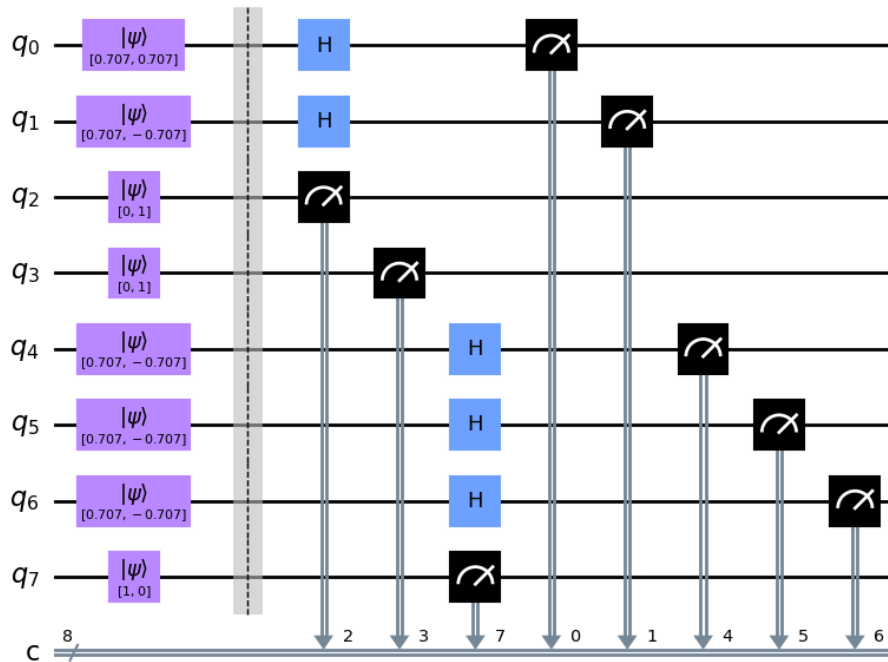 q0 |ψ⟩ [0.707, 0.707] H
q1 |ψ⟩ [0.707, −0.707] H
q2 |ψ⟩ [0, 1]
q3 |ψ⟩ [0, 1]
q4 |ψ⟩ [0.707, −0.707] H
q5 |ψ⟩ [0.707, −0.707] H
q6 |ψ⟩ [0.707, −0.707] H
q7 |ψ⟩ [1, 0]
c 8 2 3 7 0 1 4 5 6